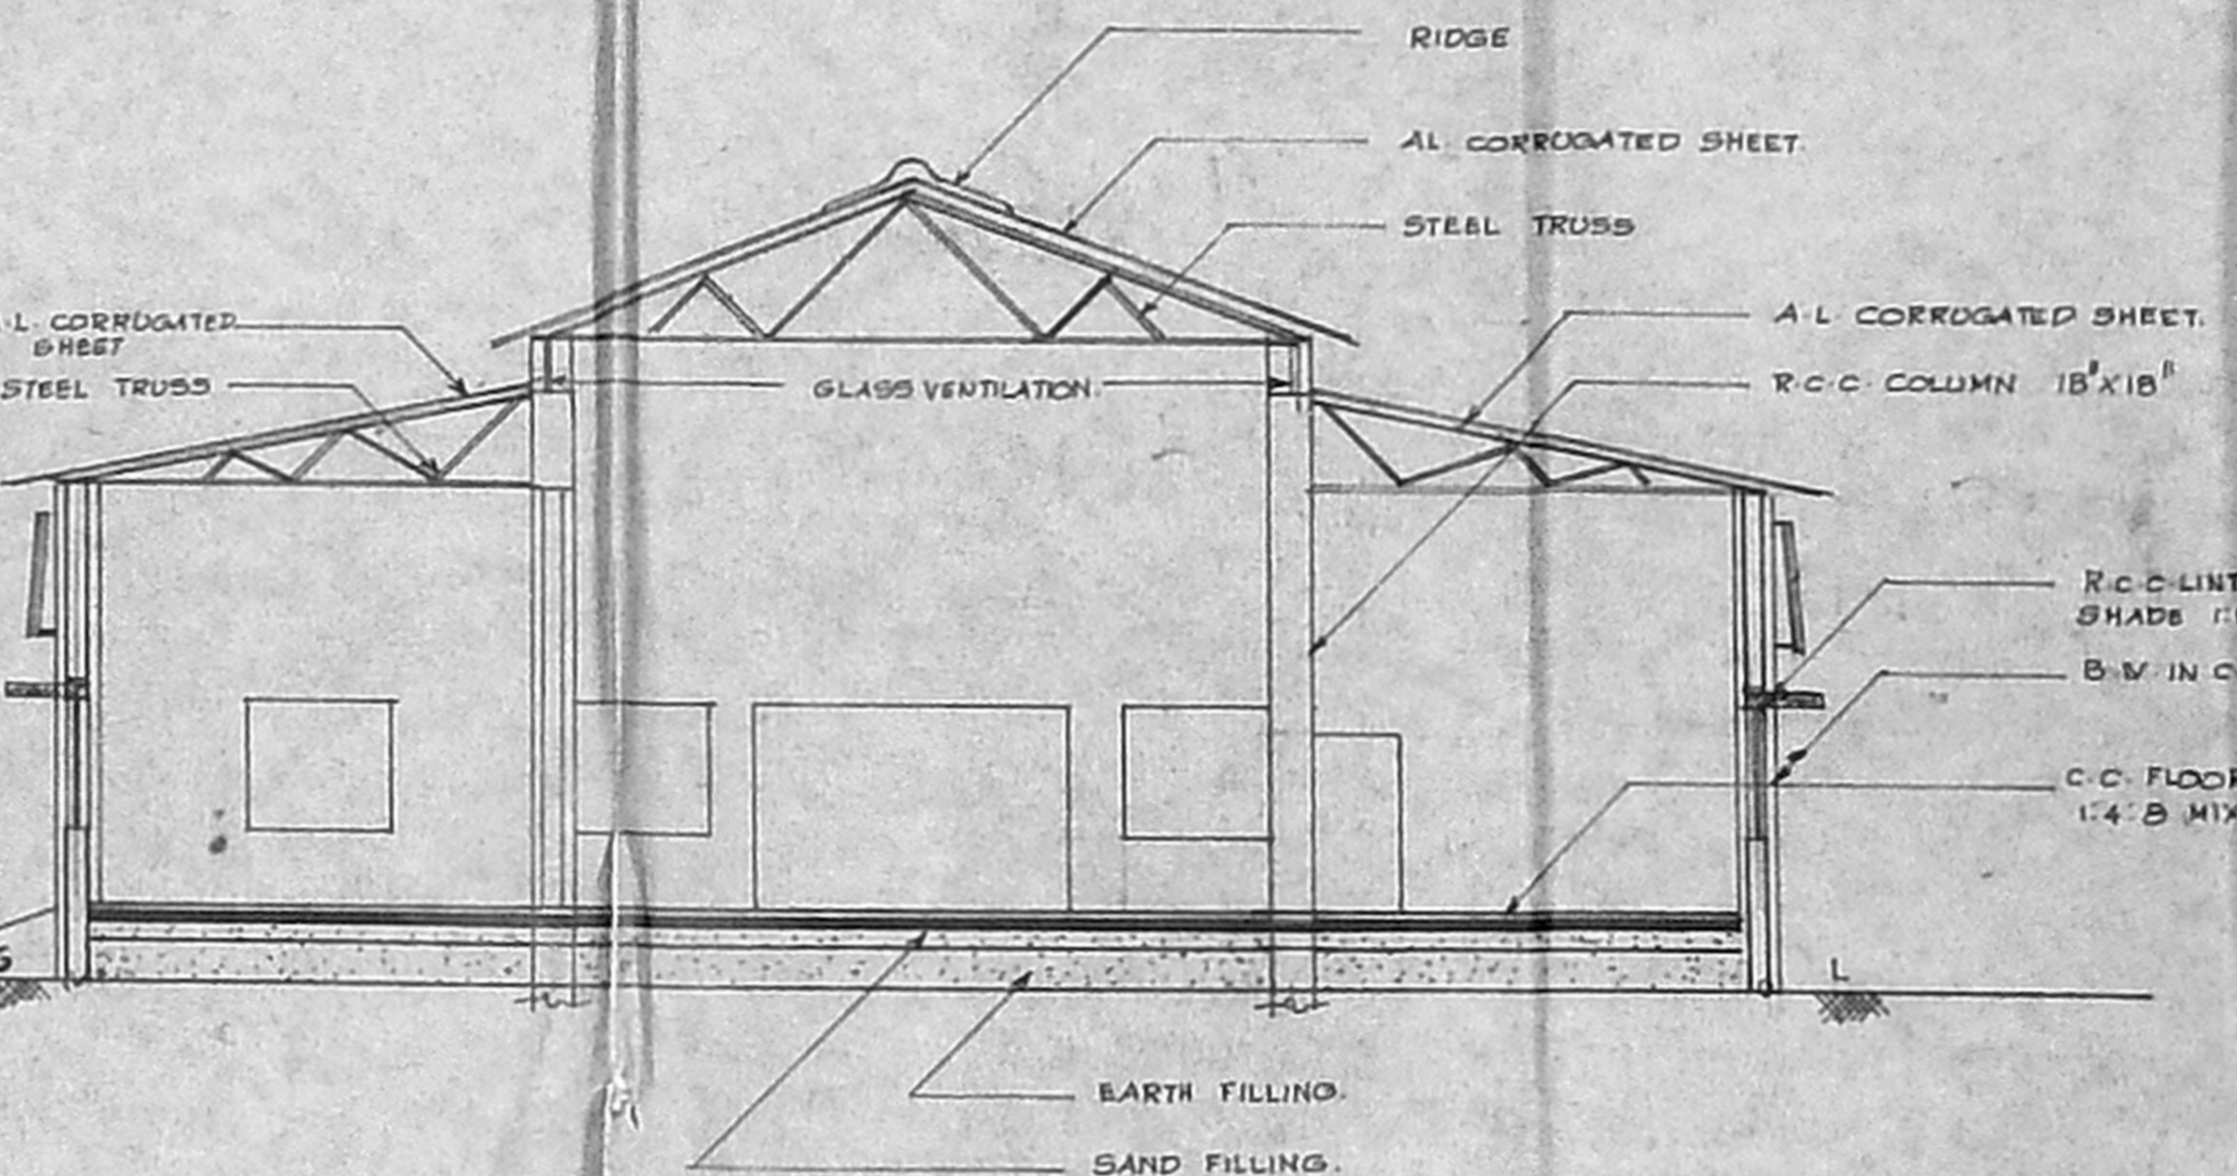 RIDGE
AL. CORRUGATED SHEET.
STEEL TRUSS
.L. CORRUGATED
SHEET
A.L. CORRUGATED SHEET.
STEEL TRUSS
GLASS VENTILATION.
R.C.C. COLUMN 18"X18"
R.C.C. LINT
SHADE 1:
B.W. IN C
C.C. FLOOR
1:4:8 MIX
L
G
EARTH FILLING.
SAND FILLING.